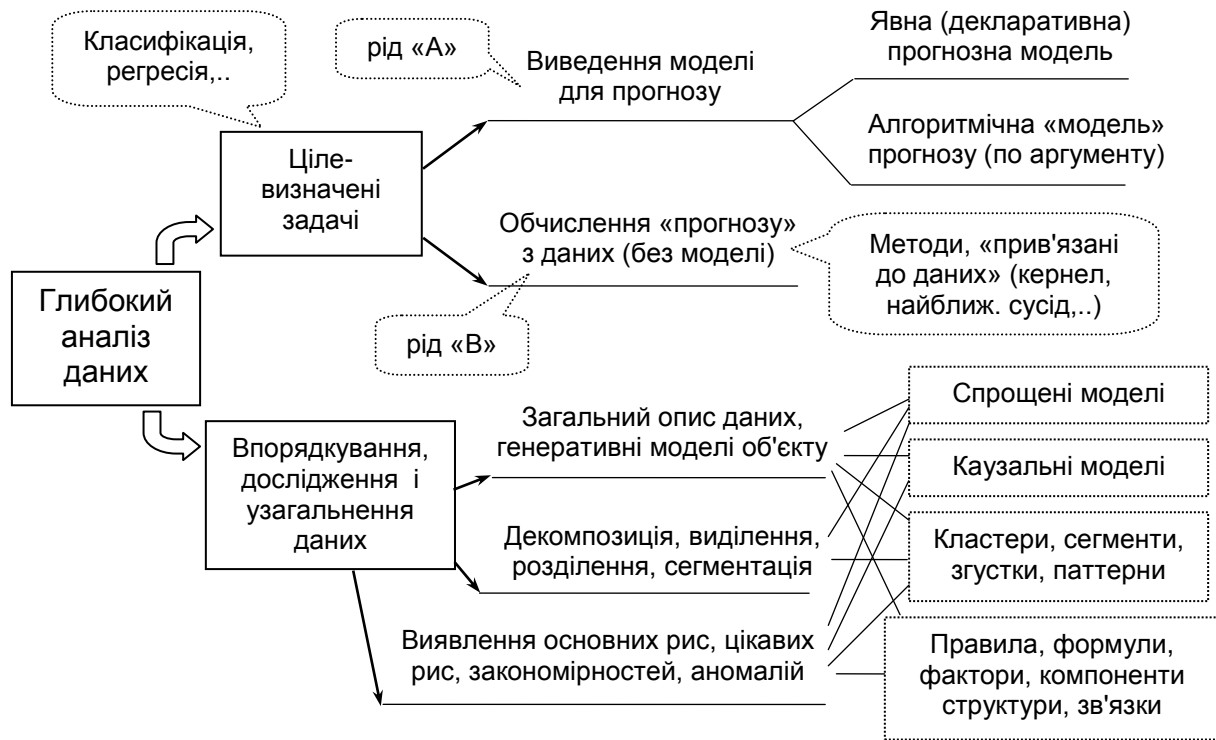 Класифікація,
регресія,..
рід «А»
Виведення моделі
для прогнозу
Явна (декларативна)
прогнозна модель
Алгоритмічна «модель»
прогнозу (по аргументу)
Ціле-
визначені
задачі
Обчислення «прогнозу»
з даних (без моделі)
Методи, «прив'язані
до даних» (кернел,
найближ. сусід,..)
рід «В»
Глибокий
аналіз
даних
Впорядкування,
дослідження і
узагальнення
даних
Загальний опис даних,
генеративні моделі об'єкту
Декомпозиція, виділення,
розділення, сегментація
Виявлення основних рис, цікавих
рис, закономірностей, аномалій
Спрощені моделі
Каузальні моделі
Кластери, сегменти,
згустки, паттерни
Правила, формули,
фактори, компоненти
структури, зв'язки